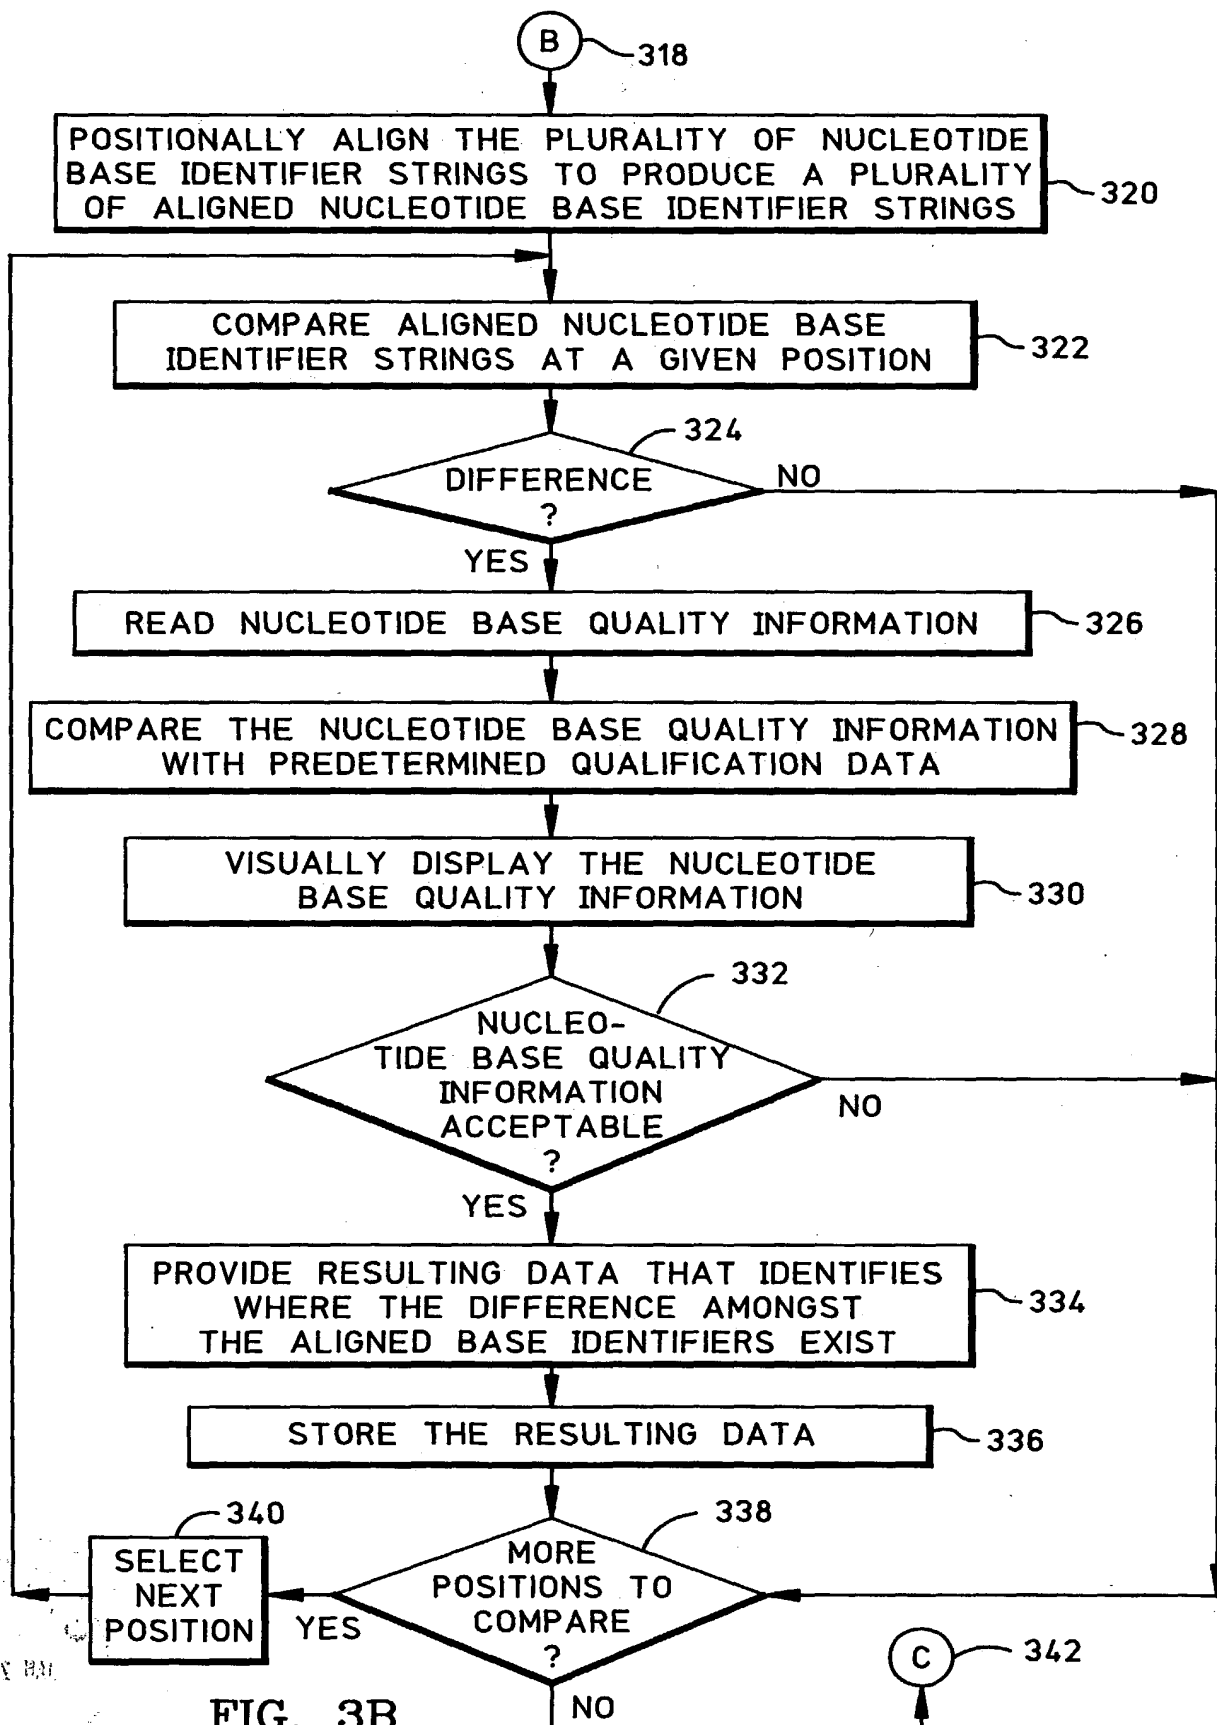 B
318
POSITIONALLY ALIGN THE PLURALITY OF NUCLEOTIDE
BASE IDENTIFIER STRINGS TO PRODUCE A PLURALITY
OF ALIGNED NUCLEOTIDE BASE IDENTIFIER STRINGS
320
COMPARE ALIGNED NUCLEOTIDE BASE
IDENTIFIER STRINGS AT A GIVEN POSITION
322
324
DIFFERENCE
?
NO
YES
READ NUCLEOTIDE BASE QUALITY INFORMATION
326
COMPARE THE NUCLEOTIDE BASE QUALITY INFORMATION
WITH PREDETERMINED QUALIFICATION DATA
328
VISUALLY DISPLAY THE NUCLEOTIDE
BASE QUALITY INFORMATION
330
332
NUCLEO-
TIDE BASE QUALITY
INFORMATION
ACCEPTABLE
?
NO
YES
PROVIDE RESULTING DATA THAT IDENTIFIES
WHERE THE DIFFERENCE AMONGST
THE ALIGNED BASE IDENTIFIERS EXIST
334
STORE THE RESULTING DATA
336
338
MORE
POSITIONS TO
COMPARE
?
YES
340
SELECT
NEXT
POSITION
NO
C
342
FIG. 3B